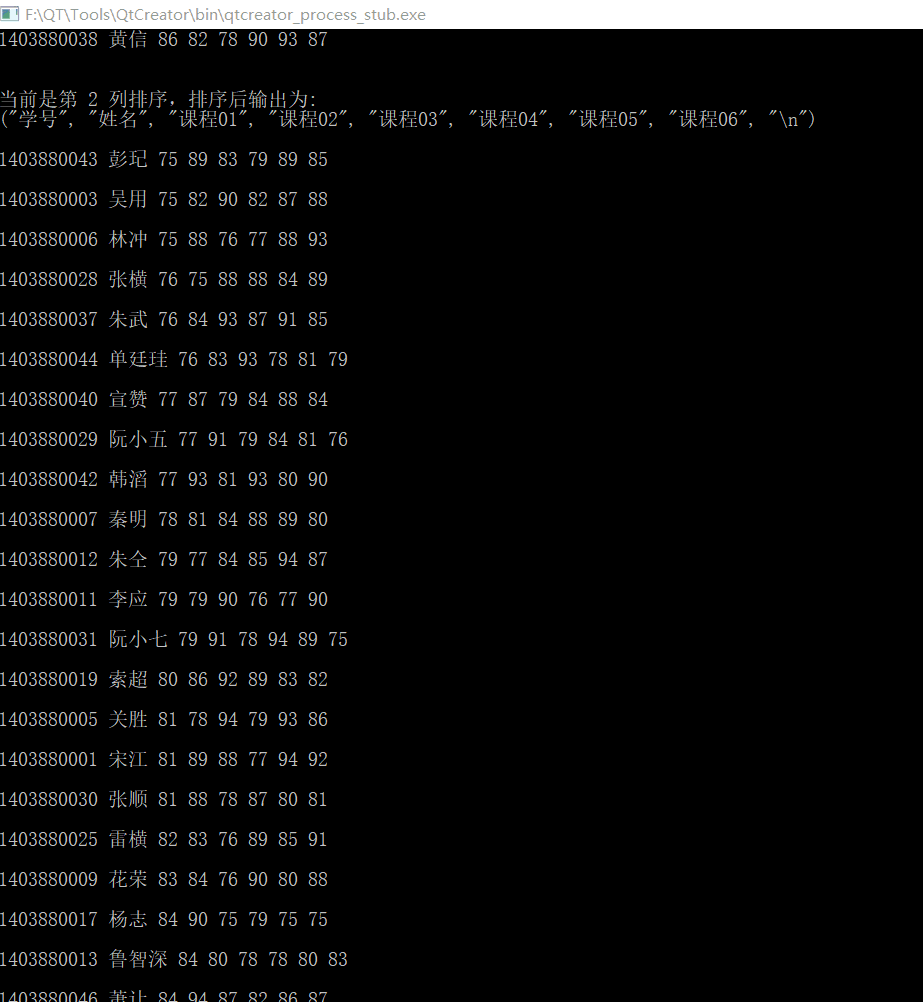 F:\QT\Tools\QtCreator\bin\qtcreator_process_stub.exe
1403880038 黄信 86 82 78 90 93 87
当前是第 2 列排序，排序后输出为:
("学号", "姓名", "课程01", "课程02", "课程03", "课程04", "课程05", "课程06", "\n")
1403880043 彭玘 75 89 83 79 89 85
1403880003 吴用 75 82 90 82 87 88
1403880006 林冲 75 88 76 77 88 93
1403880028 张横 76 75 88 88 84 89
1403880037 朱武 76 84 93 87 91 85
1403880044 单廷珪 76 83 93 78 81 79
1403880040 宣赞 77 87 79 84 88 84
1403880029 阮小五 77 91 79 84 81 76
1403880042 韩滔 77 93 81 93 80 90
1403880007 秦明 78 81 84 88 89 80
1403880012 朱仝 79 77 84 85 94 87
1403880011 李应 79 79 90 76 77 90
1403880031 阮小七 79 91 78 94 89 75
1403880019 索超 80 86 92 89 83 82
1403880005 关胜 81 78 94 79 93 86
1403880001 宋江 81 89 88 77 94 92
1403880030 张顺 81 88 78 87 80 81
1403880025 雷横 82 83 76 89 85 91
1403880009 花荣 83 84 76 90 80 88
1403880017 杨志 84 90 75 79 75 75
1403880013 鲁智深 84 80 78 78 80 83
1403880046 萧让 84 94 87 82 86 87